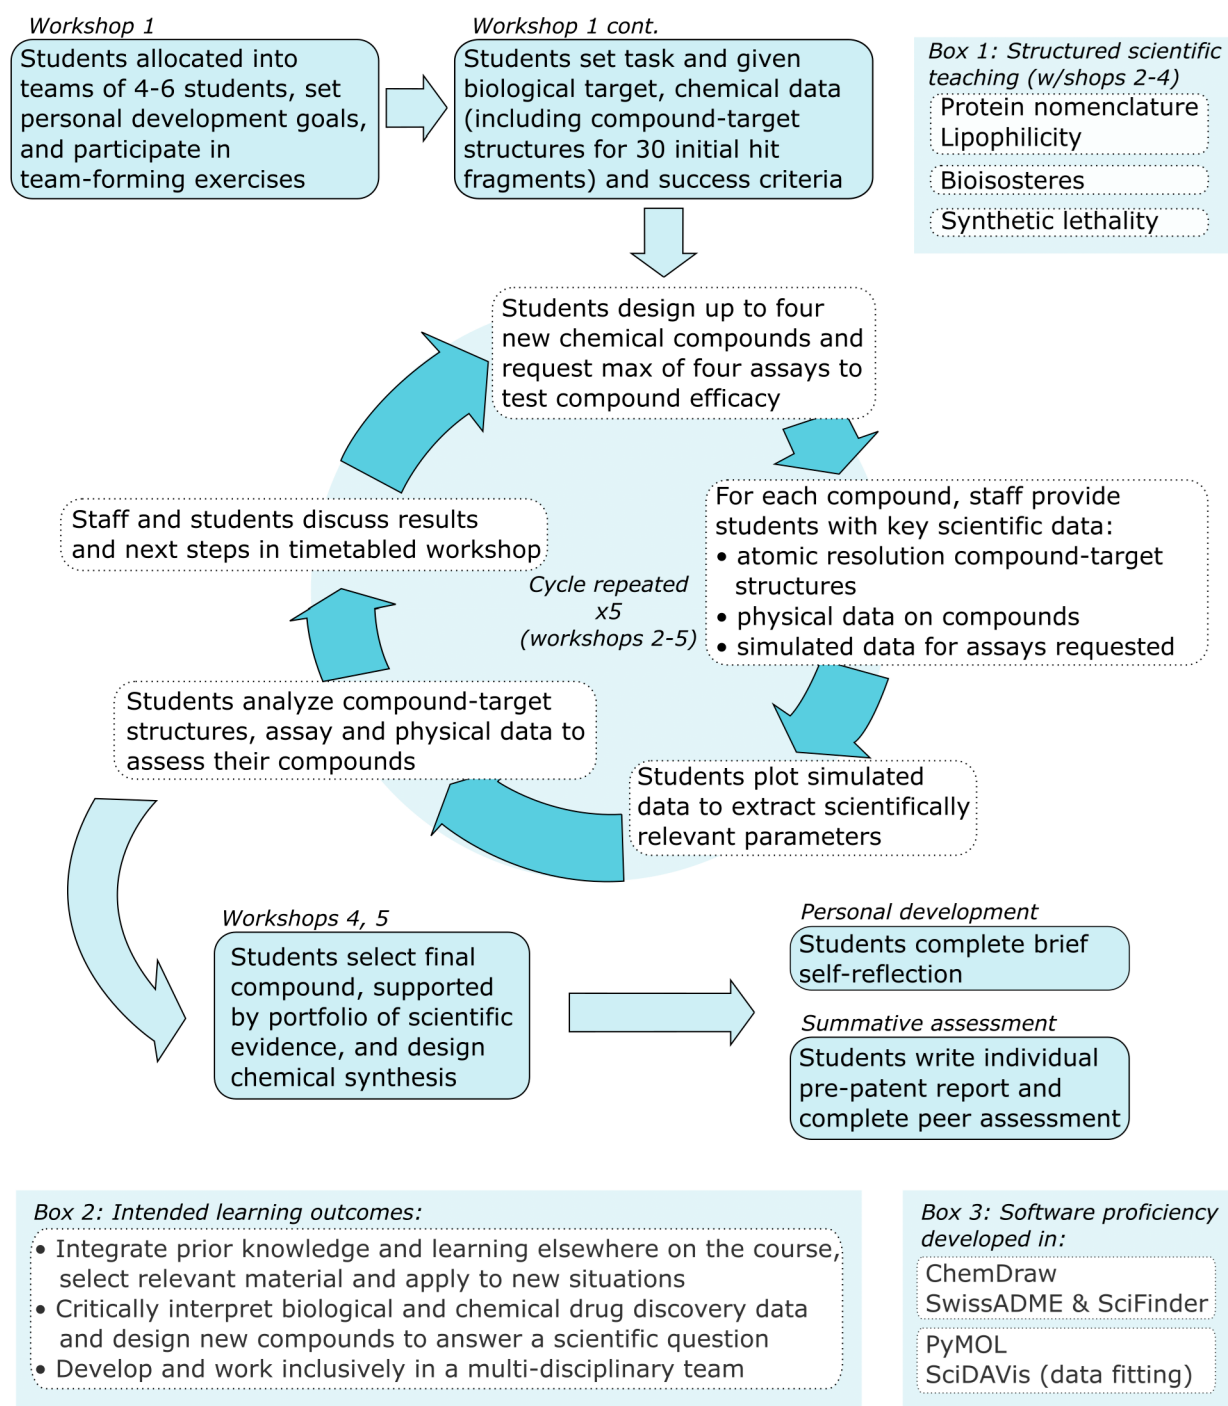 Workshop 1
Students allocated into
teams of 4-6 students, set
personal development goals,
and participate in
team-forming exercises
Workshop 1 cont.
Students set task and given
biological target, chemical data
(including compound-target
structures for 30 initial hit
fragments) and success criteria
Box 1: Structured scientific
teaching (w/shops 2-4)
Protein nomenclature
Lipophilicity
Bioisosteres
Synthetic lethality
Students design up to four
new chemical compounds and
request max of four assays to
test compound efficacy
For each compound, staff provide
students with key scientific data:
• atomic resolution compound-target
structures
• physical data on compounds
• simulated data for assays requested
Students plot simulated
data to extract scientifically
relevant parameters
Students analyze compound-target
structures, assay and physical data to
assess their compounds
Staff and students discuss results
and next steps in timetabled workshop
Cycle repeated
x5
(workshops 2-5)
Workshops 4, 5
Students select final
compound, supported
by portfolio of scientific
evidence, and design
chemical synthesis
Personal development
Students complete brief
self-reflection
Summative assessment
Students write individual
pre-patent report and
complete peer assessment
Box 2: Intended learning outcomes:
• Integrate prior knowledge and learning elsewhere on the course,
select relevant material and apply to new situations
• Critically interpret biological and chemical drug discovery data
and design new compounds to answer a scientific question
• Develop and work inclusively in a multi-disciplinary team
Box 3: Software proficiency
developed in:
ChemDraw
SwissADME & SciFinder
PyMOL
SciDAVis (data fitting)